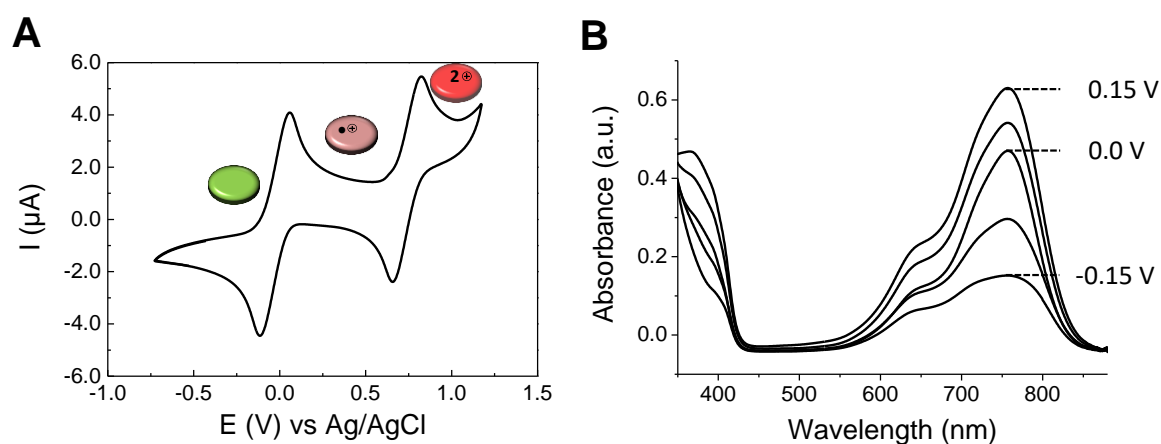 A
6.0
4.0
2.0
0.0
-2.0
-4.0
-6.0
I (µA)
2 ⊕
• ⊕
-1.0 -0.5 0.0 0.5 1.0 1.5
E (V) vs Ag/AgCl
B
0.6
0.4
0.2
0.0
Absorbance (a.u.)
0.15 V
0.0 V
-0.15 V
400 500 600 700 800
Wavelength (nm)